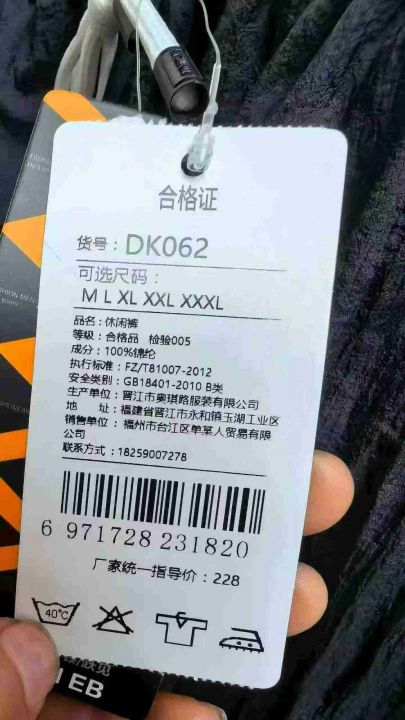 合格证
货号：DK062
可选尺码：
M L XL XXL XXXL
品名：休闲裤
等级：合格品 检验005
成分：100%锦纶
执行标准：FZ/T81007-2012
安全类别：GB18401-2010 B类
生产单位：晋江市奥琪路服装有限公司
地 址：福建省晋江市永和镇玉湖工业区
销售单位：福州市台江区单某人贸易有限
公司
联系方式：18259007278
6 971728 231820
厂家统一指导价：228
40℃
EB